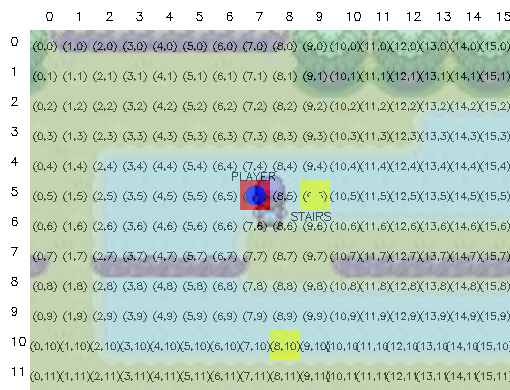 0 1 2 3 4 5 6 7 8 9 10 11 12 13 14 15
0 (0,0) (1,0) (2,0) (3,0) (4,0) (5,0) (6,0) (7,0) (8,0) (9,0) (10,0) (11,0) (12,0) (13,0) (14,0) (15,0)
1 (0,1) (1,1) (2,1) (3,1) (4,1) (5,1) (6,1) (7,1) (8,1) (9,1) (10,1) (11,1) (12,1) (13,1) (14,1) (15,1)
2 (0,2) (1,2) (2,2) (3,2) (4,2) (5,2) (6,2) (7,2) (8,2) (9,2) (10,2) (11,2) (12,2) (13,2) (14,2) (15,2)
3 (0,3) (1,3) (2,3) (3,3) (4,3) (5,3) (6,3) (7,3) (8,3) (9,3) (10,3) (11,3) (12,3) (13,3) (14,3) (15,3)
4 (0,4) (1,4) (2,4) (3,4) (4,4) (5,4) (6,4) (7,4) (8,4) (9,4) (10,4) (11,4) (12,4) (13,4) (14,4) (15,4)
PLAYER
5 (0,5) (1,5) (2,5) (3,5) (4,5) (5,5) (6,5) (8,5) (10,5) (11,5) (12,5) (13,5) (14,5) (15,5)
STAIRS
6 (0,6) (1,6) (2,6) (3,6) (4,6) (5,6) (6,6) (7,6) (8,6) (9,6) (10,6) (11,6) (12,6) (13,6) (14,6) (15,6)
7 (0,7) (1,7) (2,7) (3,7) (4,7) (5,7) (6,7) (7,7) (8,7) (9,7) (10,7) (11,7) (12,7) (13,7) (14,7) (15,7)
8 (0,8) (1,8) (2,8) (3,8) (4,8) (5,8) (6,8) (7,8) (8,8) (9,8) (10,8) (11,8) (12,8) (13,8) (14,8) (15,8)
9 (0,9) (1,9) (2,9) (3,9) (4,9) (5,9) (6,9) (7,9) (8,9) (9,9) (10,9) (11,9) (12,9) (13,9) (14,9) (15,9)
10 (0,10) (1,10) (2,10) (3,10) (4,10) (5,10) (6,10) (7,10) (8,10) (9,10) (10,10) (11,10) (12,10) (13,10) (14,10) (15,10)
11 (0,11) (1,11) (2,11) (3,11) (4,11) (5,11) (6,11) (7,11) (8,11) (9,11) (10,11) (11,11) (12,11) (13,11) (14,11) (15,11)